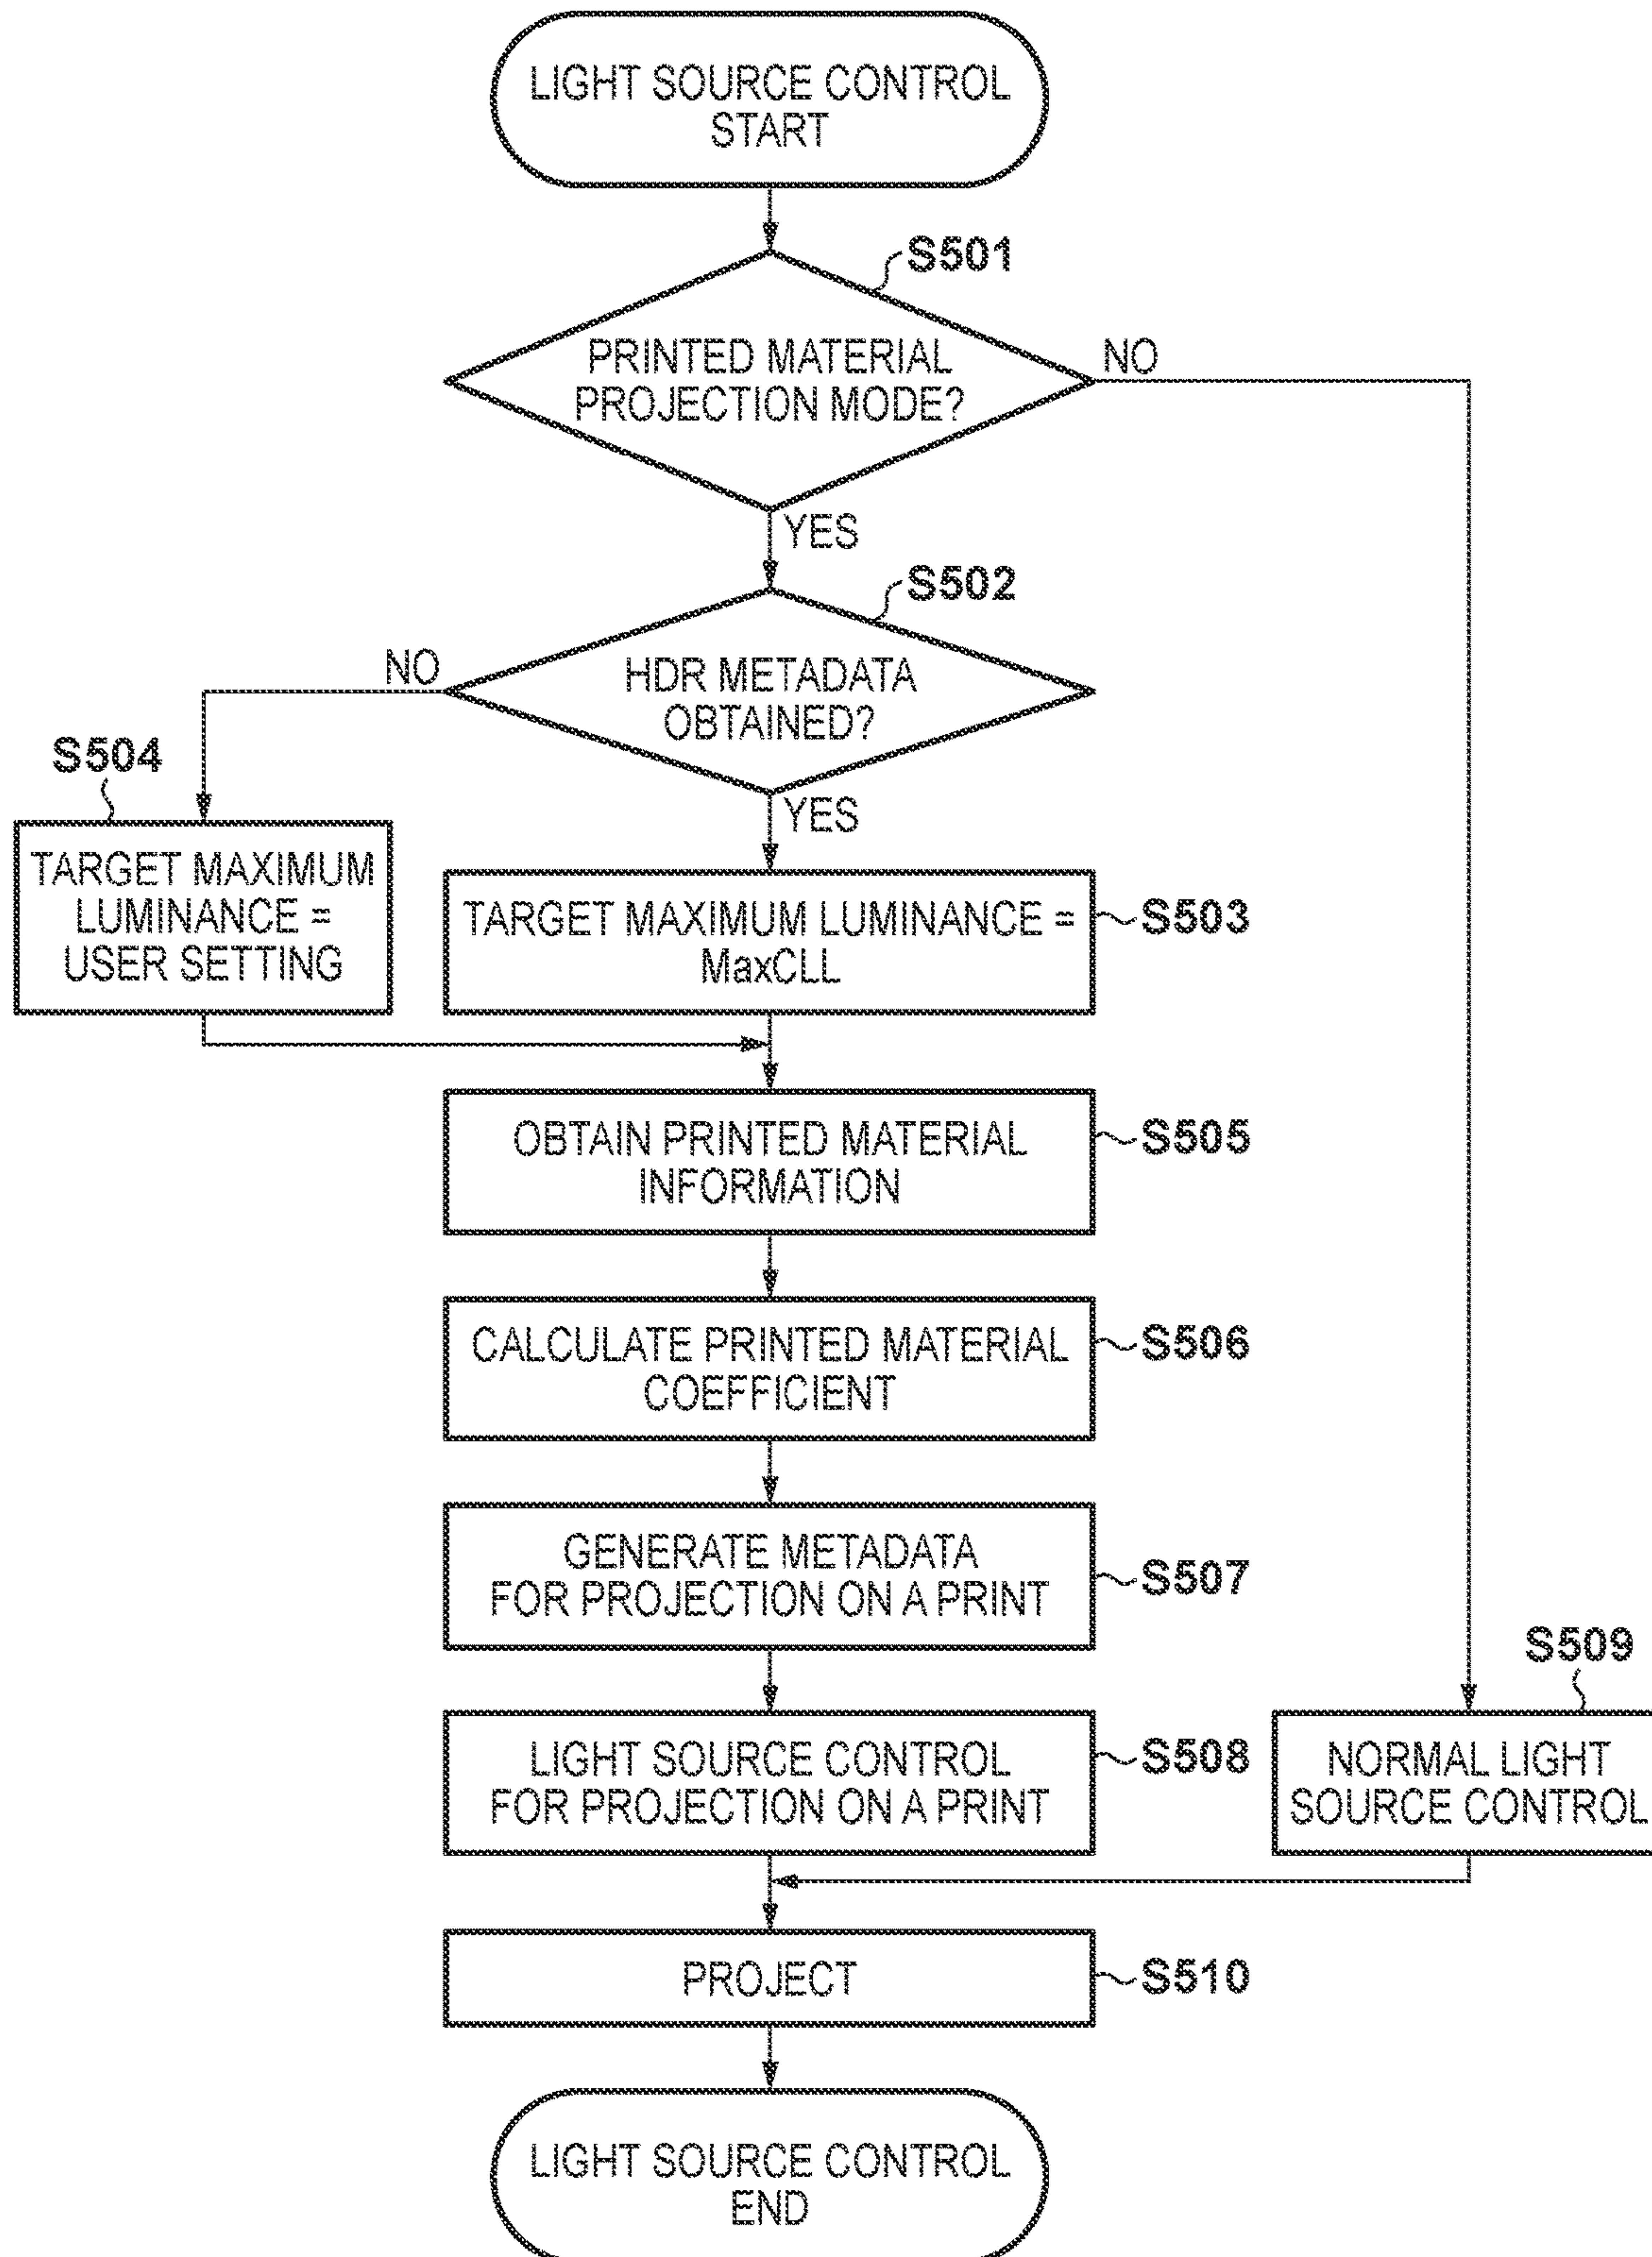 LIGHT SOURCE CONTROL
START
S501
PRINTED MATERIAL
PROJECTION MODE?
NO
YES
S502
HDR METADATA
OBTAINED?
NO
YES
S504
TARGET MAXIMUM
LUMINANCE =
USER SETTING
TARGET MAXIMUM LUMINANCE =
MaxCLL
S503
OBTAIN PRINTED MATERIAL
INFORMATION
S505
CALCULATE PRINTED MATERIAL
COEFFICIENT
S506
GENERATE METADATA
FOR PROJECTION ON A PRINT
S507
LIGHT SOURCE CONTROL
FOR PROJECTION ON A PRINT
S508
S509
NORMAL LIGHT
SOURCE CONTROL
PROJECT
S510
LIGHT SOURCE CONTROL
END